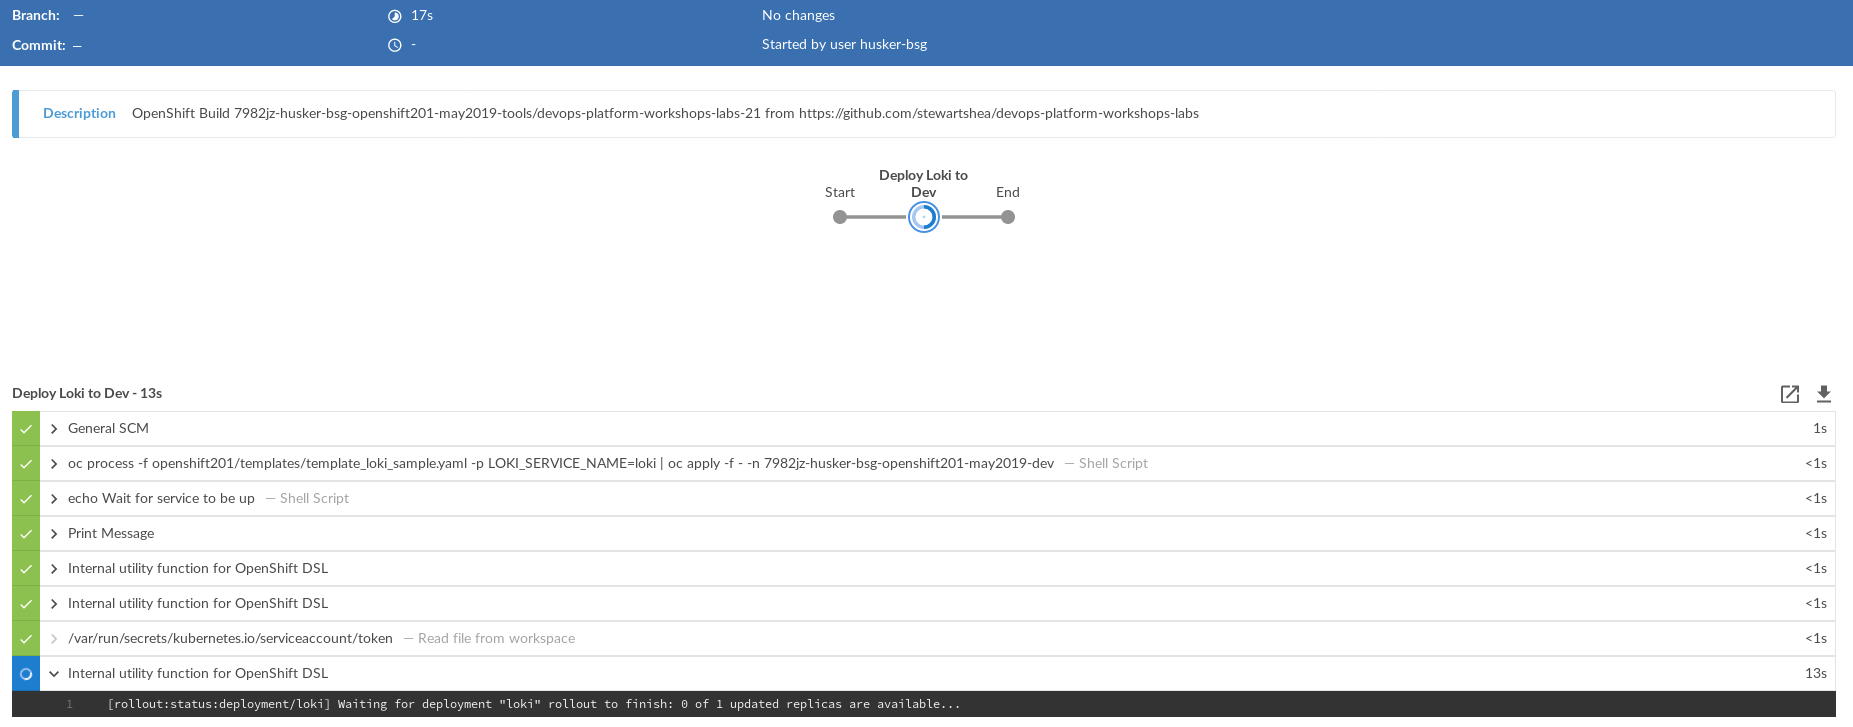 Branch: —
17s
No changes
Commit: —
-
Started by user husker-bsg
Description OpenShift Build 7982jz-husker-bsg-openshift201-may2019-tools/devops-platform-workshops-labs-21 from https://github.com/stewartshea/devops-platform-workshops-labs
Deploy Loki to
Start Dev End
Deploy Loki to Dev - 13s
General SCM 1s
oc process -f openshift201/templates/template_loki_sample.yaml -p LOKI_SERVICE_NAME=loki | oc apply -f - -n 7982jz-husker-bsg-openshift201-may2019-dev — Shell Script <1s
echo Wait for service to be up — Shell Script <1s
Print Message <1s
Internal utility function for OpenShift DSL <1s
Internal utility function for OpenShift DSL <1s
/var/run/secrets/kubernetes.io/serviceaccount/token — Read file from workspace <1s
Internal utility function for OpenShift DSL 13s
1 [rollout:status:deployment/loki] Waiting for deployment "loki" rollout to finish: 0 of 1 updated replicas are available...